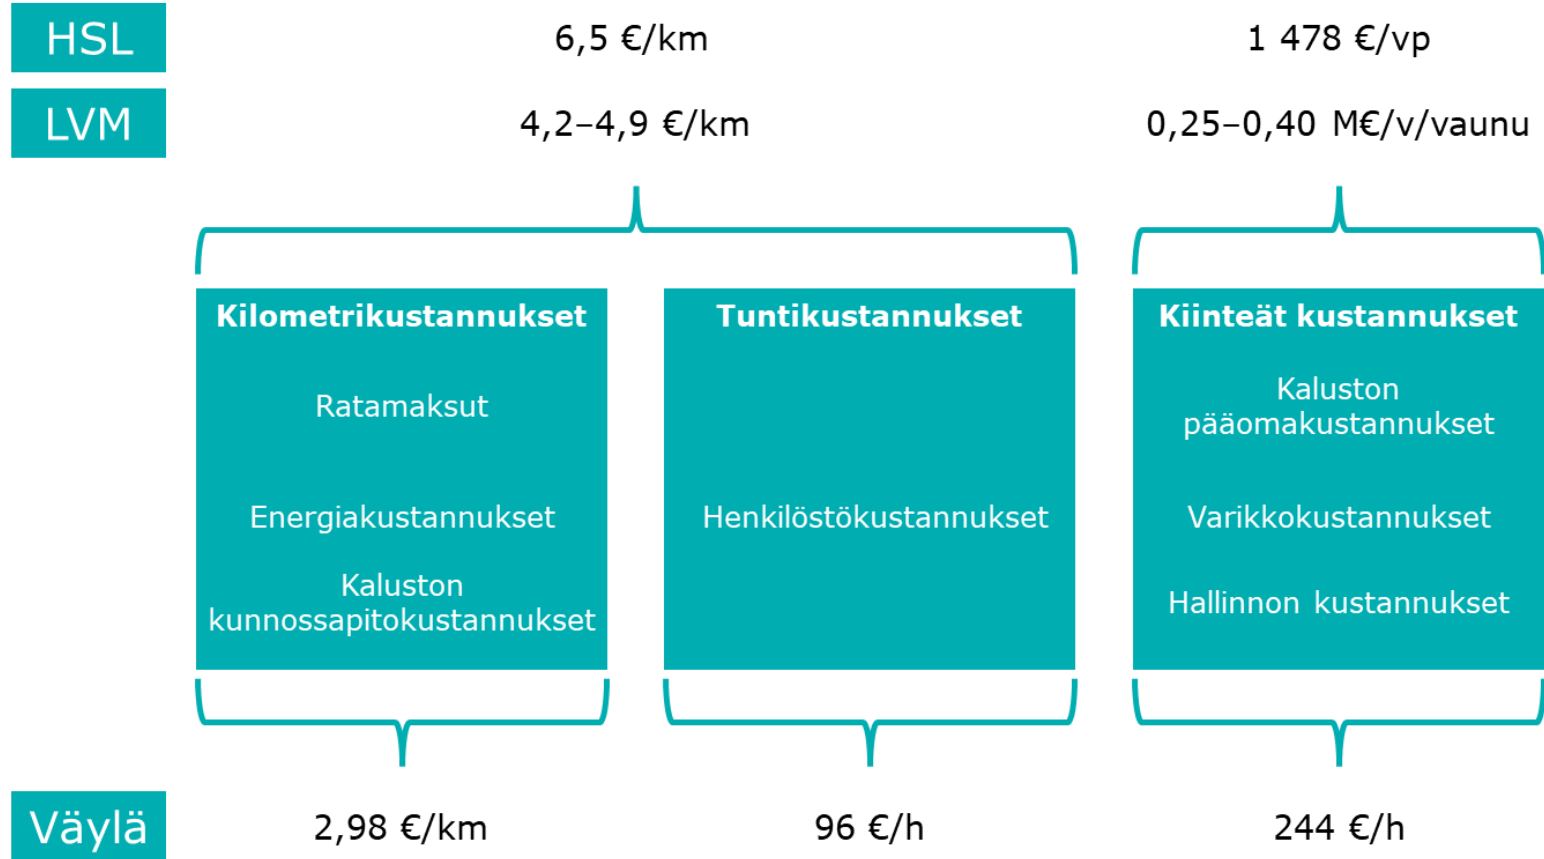 HSL
6,5 €/km
1 478 €/vp
LVM
4,2–4,9 €/km
0,25–0,40 M€/v/vaunu
Kilometrikustannukset
Ratamaksut
Energiakustannukset
Kaluston
kunnossapitokustannukset
Tuntikustannukset
Henkilöstökustannukset
Kiinteät kustannukset
Kaluston
pääomakustannukset
Varikkokustannukset
Hallinnon kustannukset
Väylä
2,98 €/km
96 €/h
244 €/h